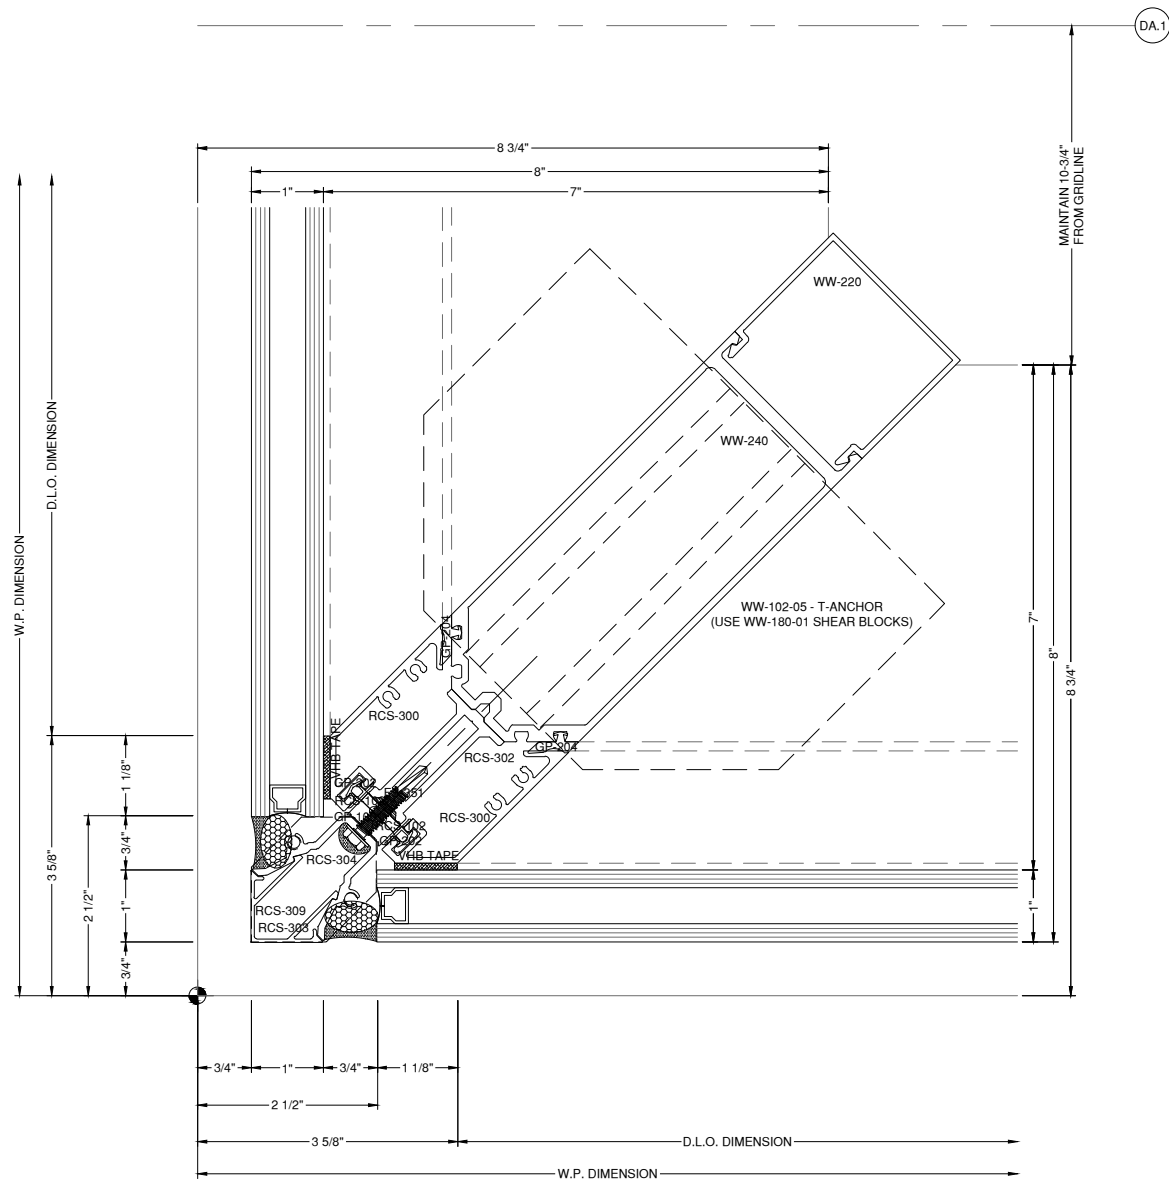 DA.1
8 3/4"
8"
1"
7"
MAINTAIN 10-3/4"
FROM GRIDLINE
WW-220
D.L.O. DIMENSION
WW-240
W.P. DIMENSION
WW-102-05 - T-ANCHOR
(USE WW-180-01 SHEAR BLOCKS)
7"
8"
8 3/4"
GP-204
RCS-300
VHB TAPE
RCS-302
GP-204
1 1/8"
GP-202
RCS-300
GP-202
VHB TAPE
3/4"
RCS-304
3 5/8"
2 1/2"
1"
RCS-309
RCS-303
1"
3/4"
3/4"
1"
3/4"
1 1/8"
2 1/2"
3 5/8"
D.L.O. DIMENSION
W.P. DIMENSION